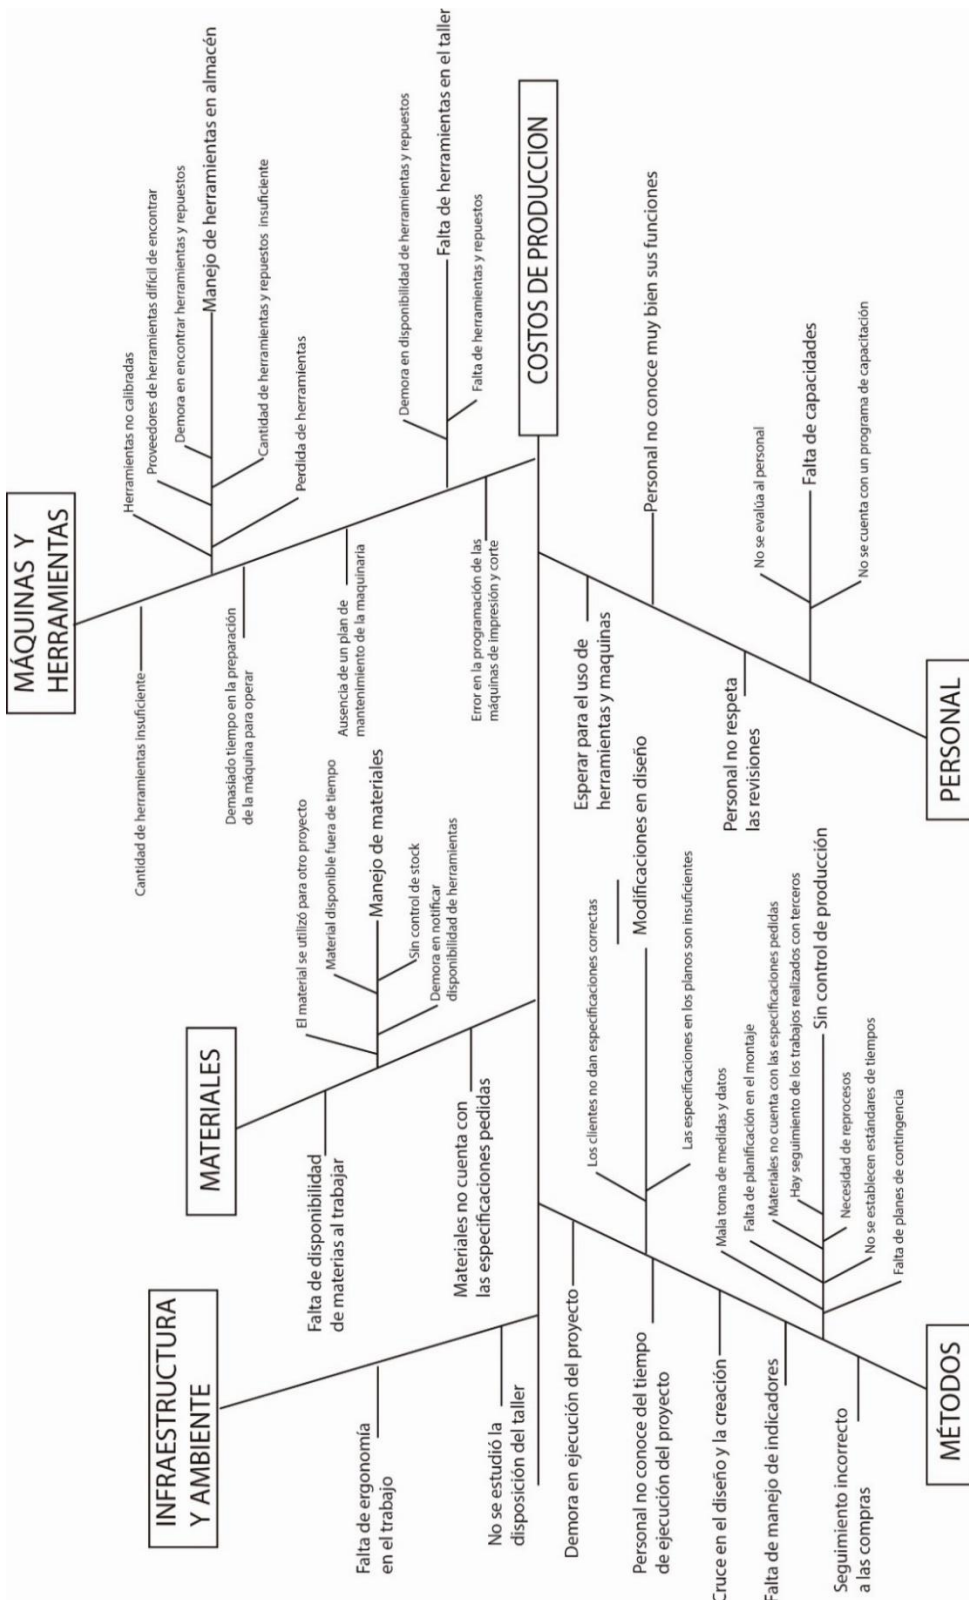 INFRAESTRUCTURA
Y AMBIENTE
Falta de ergonomía
en el trabajo
No se estudió la
disposición del taller
MATERIALES
Falta de disponibilidad
de materias al trabajar
El material se utilizó para otro proyecto
Material disponible fuera de tiempo
Manejo de materiales
Sin control de stock
Demora en notificar
disponibilidad de herramientas
Materiales no cuenta con
las especificaciones pedidas
MÁQUINAS Y
HERRAMIENTAS
Cantidad de herramientas insuficiente
Herramientas no calibradas
Proveedores de herramientas difícil de encontrar
Demora en encontrar herramientas y repuestos
Manejo de herramientas en almacén
Cantidad de herramientas y repuestos insuficiente
Perdida de herramientas
Demasiado tiempo en la preparación
de la máquina para operar
Ausencia de un plan de
mantenimiento de la maquinaria
Demora en disponibilidad de herramientas y repuestos
Falta de herramientas en el taller
Falta de herramientas y repuestos
Error en la programación de las
máquinas de impresión y corte
COSTOS DE PRODUCCION
Demora en ejecución del proyecto
Los clientes no dan especificaciones correctas
Modificaciones en diseño
Las especificaciones en los planos son insuficientes
Personal no conoce del tiempo
de ejecución del proyecto
Cruce en el diseño y la creación
Falta de manejo de indicadores
Mala toma de medidas y datos
Falta de planificación en el montaje
Materiales no cuenta con las especificaciones pedidas
Hay seguimiento de los trabajos realizados con terceros
Sin control de producción
Necesidad de reprocesos
No se establecen estándares de tiempos
Falta de planes de contingencia
Seguimiento incorrecto
a las compras
MÉTODOS
Esperar para el uso de
herramientas y maquinas
Personal no conoce muy bien sus funciones
Personal no respeta
las revisiones
No se evalúa al personal
Falta de capacidades
No se cuenta con un programa de capacitación
PERSONAL